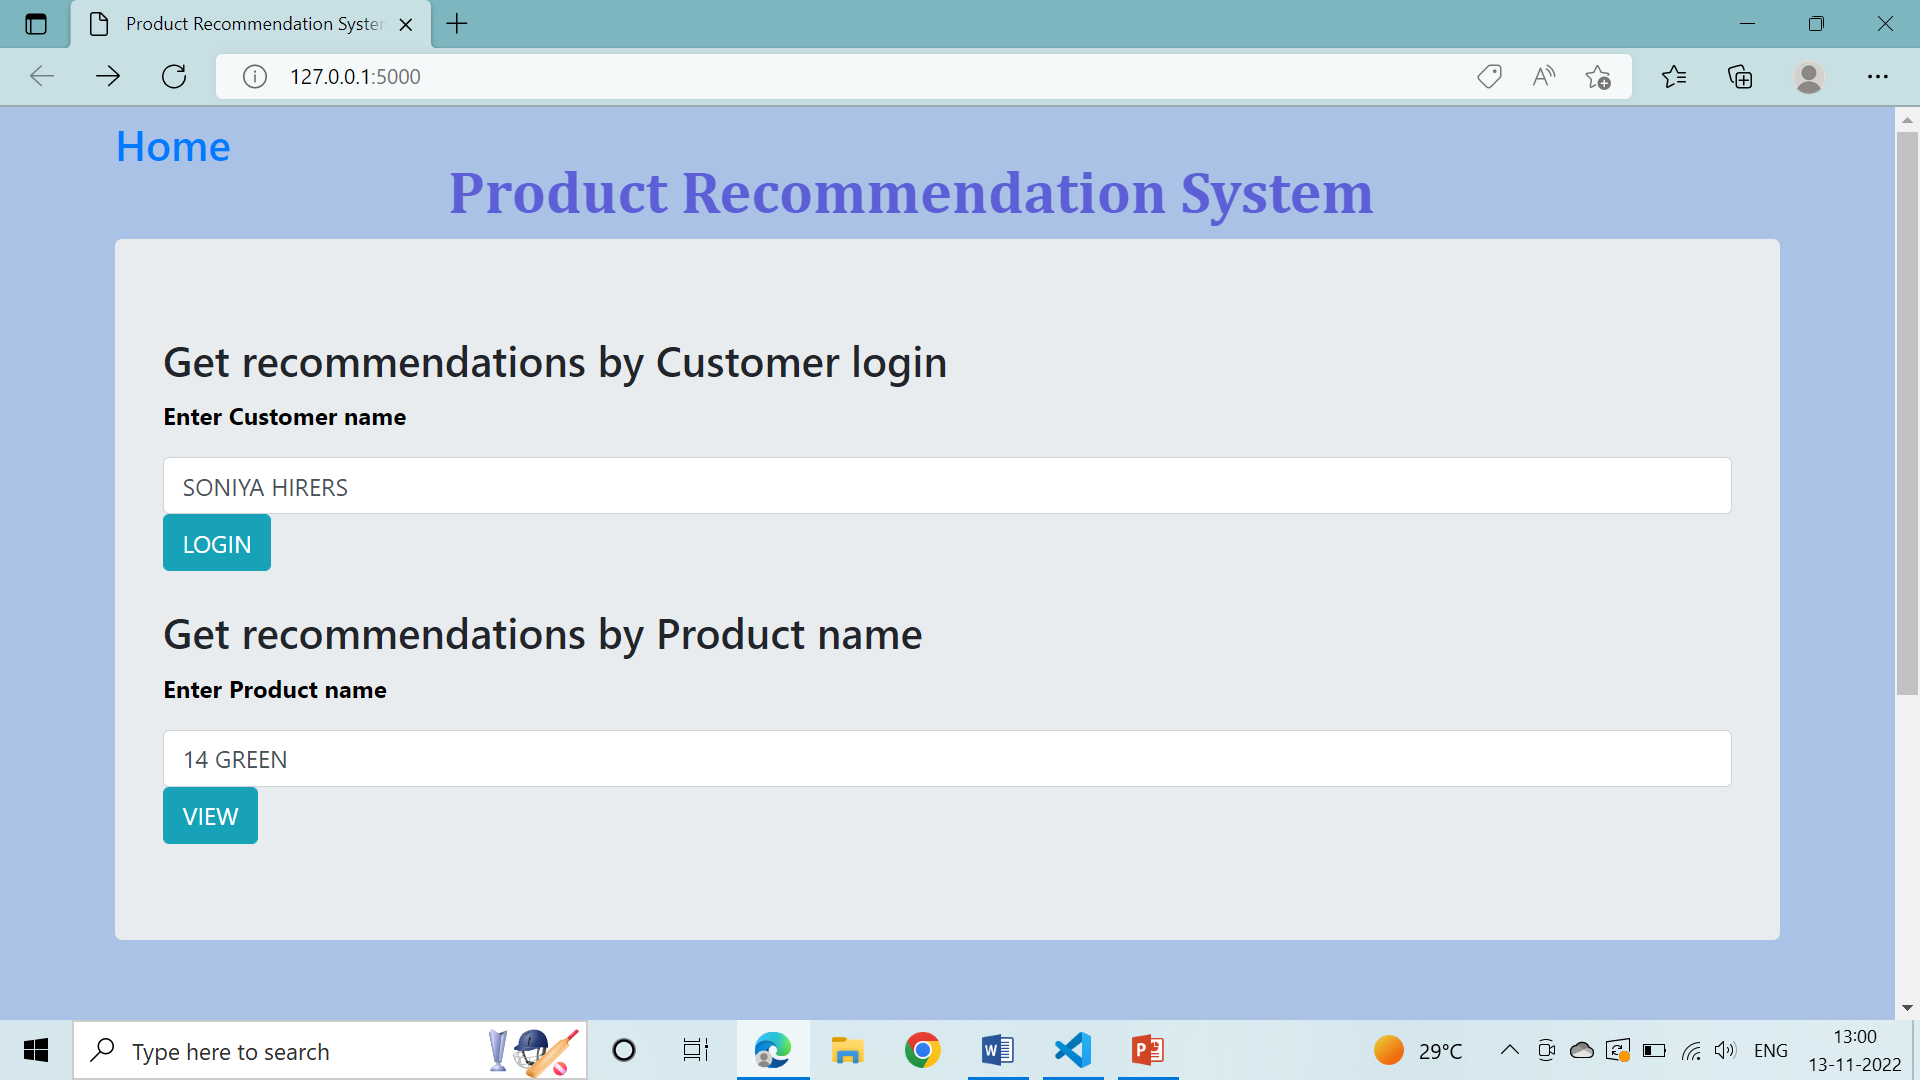 Product Recommendation Syster
127.0.0.1:5000
Home
Product Recommendation System
Get recommendations by Customer login
Enter Customer name
SONIYA HIRERS
LOGIN
Get recommendations by Product name
Enter Product name
14 GREEN
VIEW
Type here to search
29°C
ENG
13:00
13-11-2022